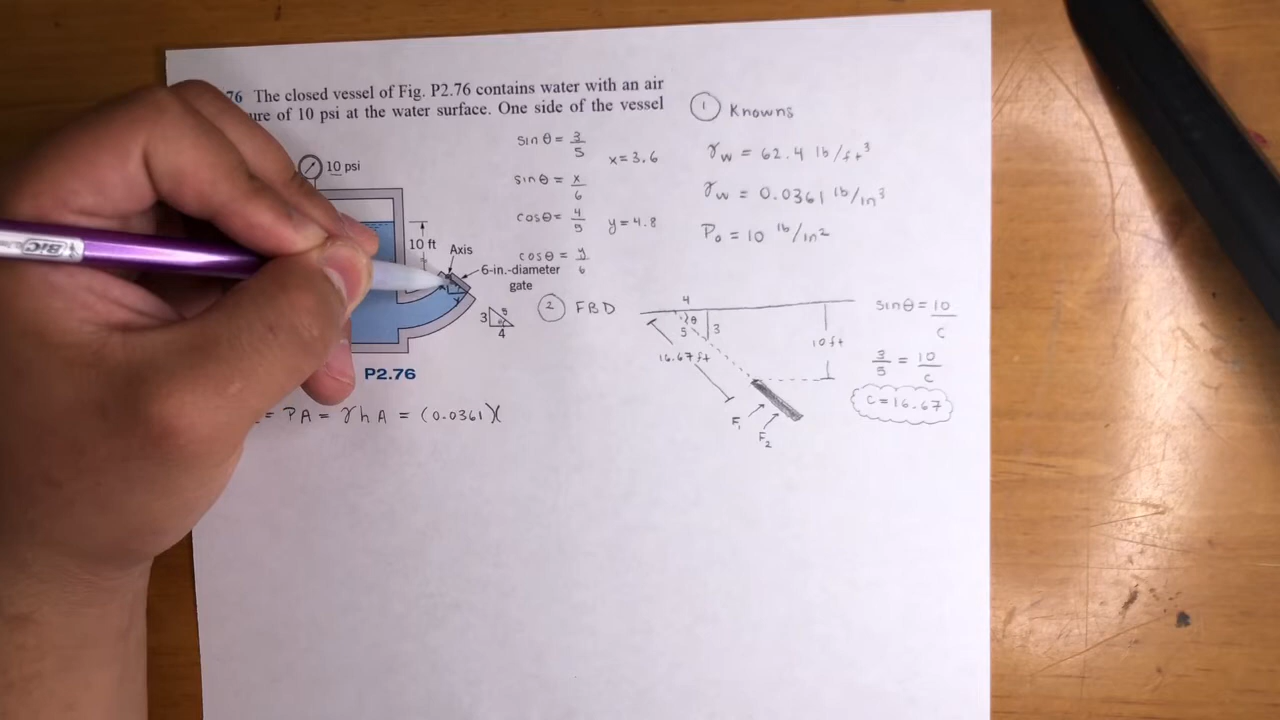 76 The closed vessel of Fig. P2.76 contains water with an air
ure of 10 psi at the water surface. One side of the vessel
10 psi
10 ft
Axis
6-in.-diameter
gate
3
5
4
P2.76
sinθ = 3/5
x = 3.6
sinθ = x/6
cosθ = 4/5
y = 4.8
cosθ = y/6
1 Knowns
γw = 62.4 lb/ft³
γw = 0.0361 lb/in³
Po = 10 lb/in²
2 FBD
4
θ
5
3
16.67 ft
10 ft
F1
F2
sinθ = 10/c
3/5 = 10/c
c = 16.67
= PA = γhA = (0.0361)(
BIC